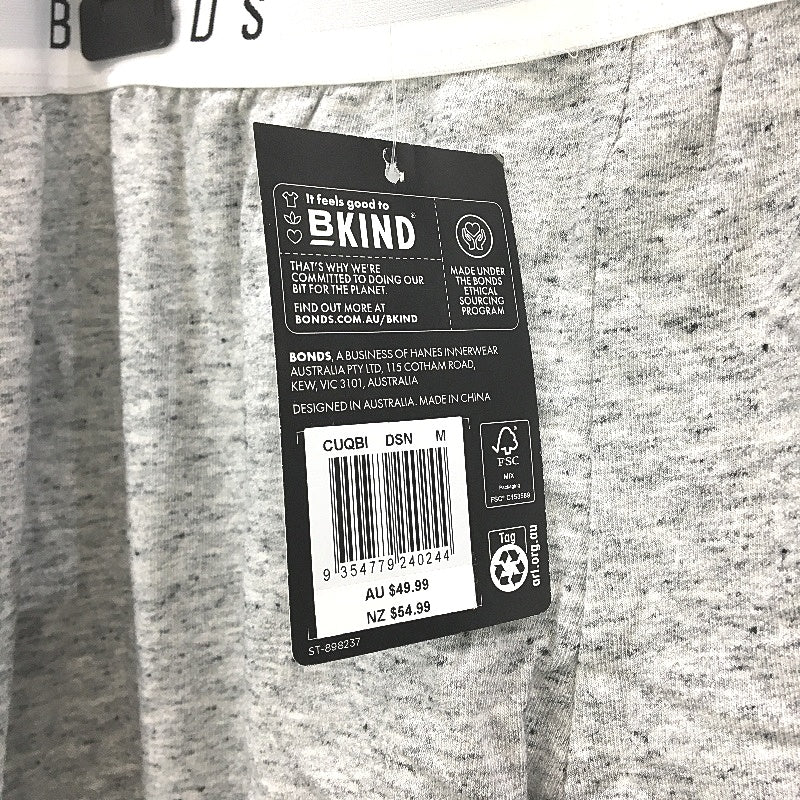 B DS
It feels good to
BKIND®
THAT'S WHY WE'RE
COMMITTED TO DOING OUR
BIT FOR THE PLANET.
FIND OUT MORE AT
BONDS.COM.AU/BKIND
MADE UNDER
THE BONDS
ETHICAL
SOURCING
PROGRAM
BONDS, A BUSINESS OF HANES INNERWEAR
AUSTRALIA PTY LTD, 115 COTHAM ROAD,
KEW, VIC 3101, AUSTRALIA
DESIGNED IN AUSTRALIA. MADE IN CHINA
CUQBI DSN M
9 354779 240244
AU $49.99
NZ $54.99
FSC
MIX
Packaging
FSC® C153589
Tag
arl.org.au
ST-898237